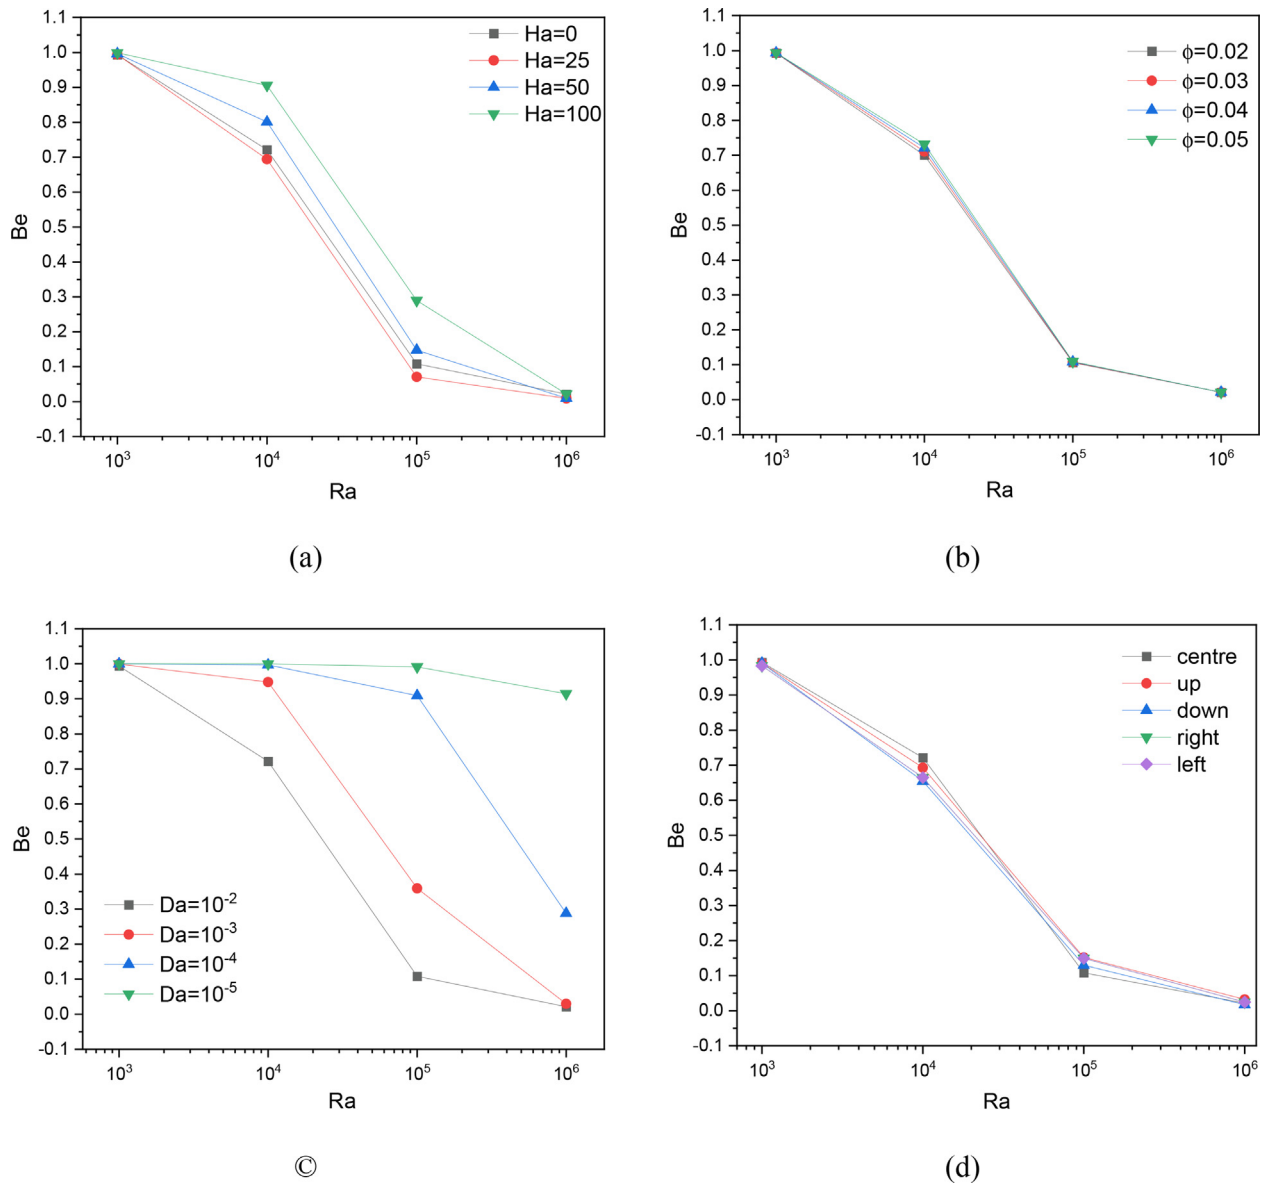 1.1
1.0
0.9
0.8
0.7
0.6
0.5
0.4
0.3
0.2
0.1
0.0
-0.1
Be
10³
10⁴
10⁵
10⁶
Ra
Ha=0
Ha=25
Ha=50
Ha=100
(a)
1.1
1.0
0.9
0.8
0.7
0.6
0.5
0.4
0.3
0.2
0.1
0.0
-0.1
Be
10³
10⁴
10⁵
10⁶
Ra
ϕ=0.02
ϕ=0.03
ϕ=0.04
ϕ=0.05
(b)
1.1
1.0
0.9
0.8
0.7
0.6
0.5
0.4
0.3
0.2
0.1
0.0
-0.1
Be
Da=10⁻²
Da=10⁻³
Da=10⁻⁴
Da=10⁻⁵
10³
10⁴
10⁵
10⁶
Ra
©
1.1
1.0
0.9
0.8
0.7
0.6
0.5
0.4
0.3
0.2
0.1
0.0
-0.1
Be
centre
up
down
right
left
10³
10⁴
10⁵
10⁶
Ra
(d)